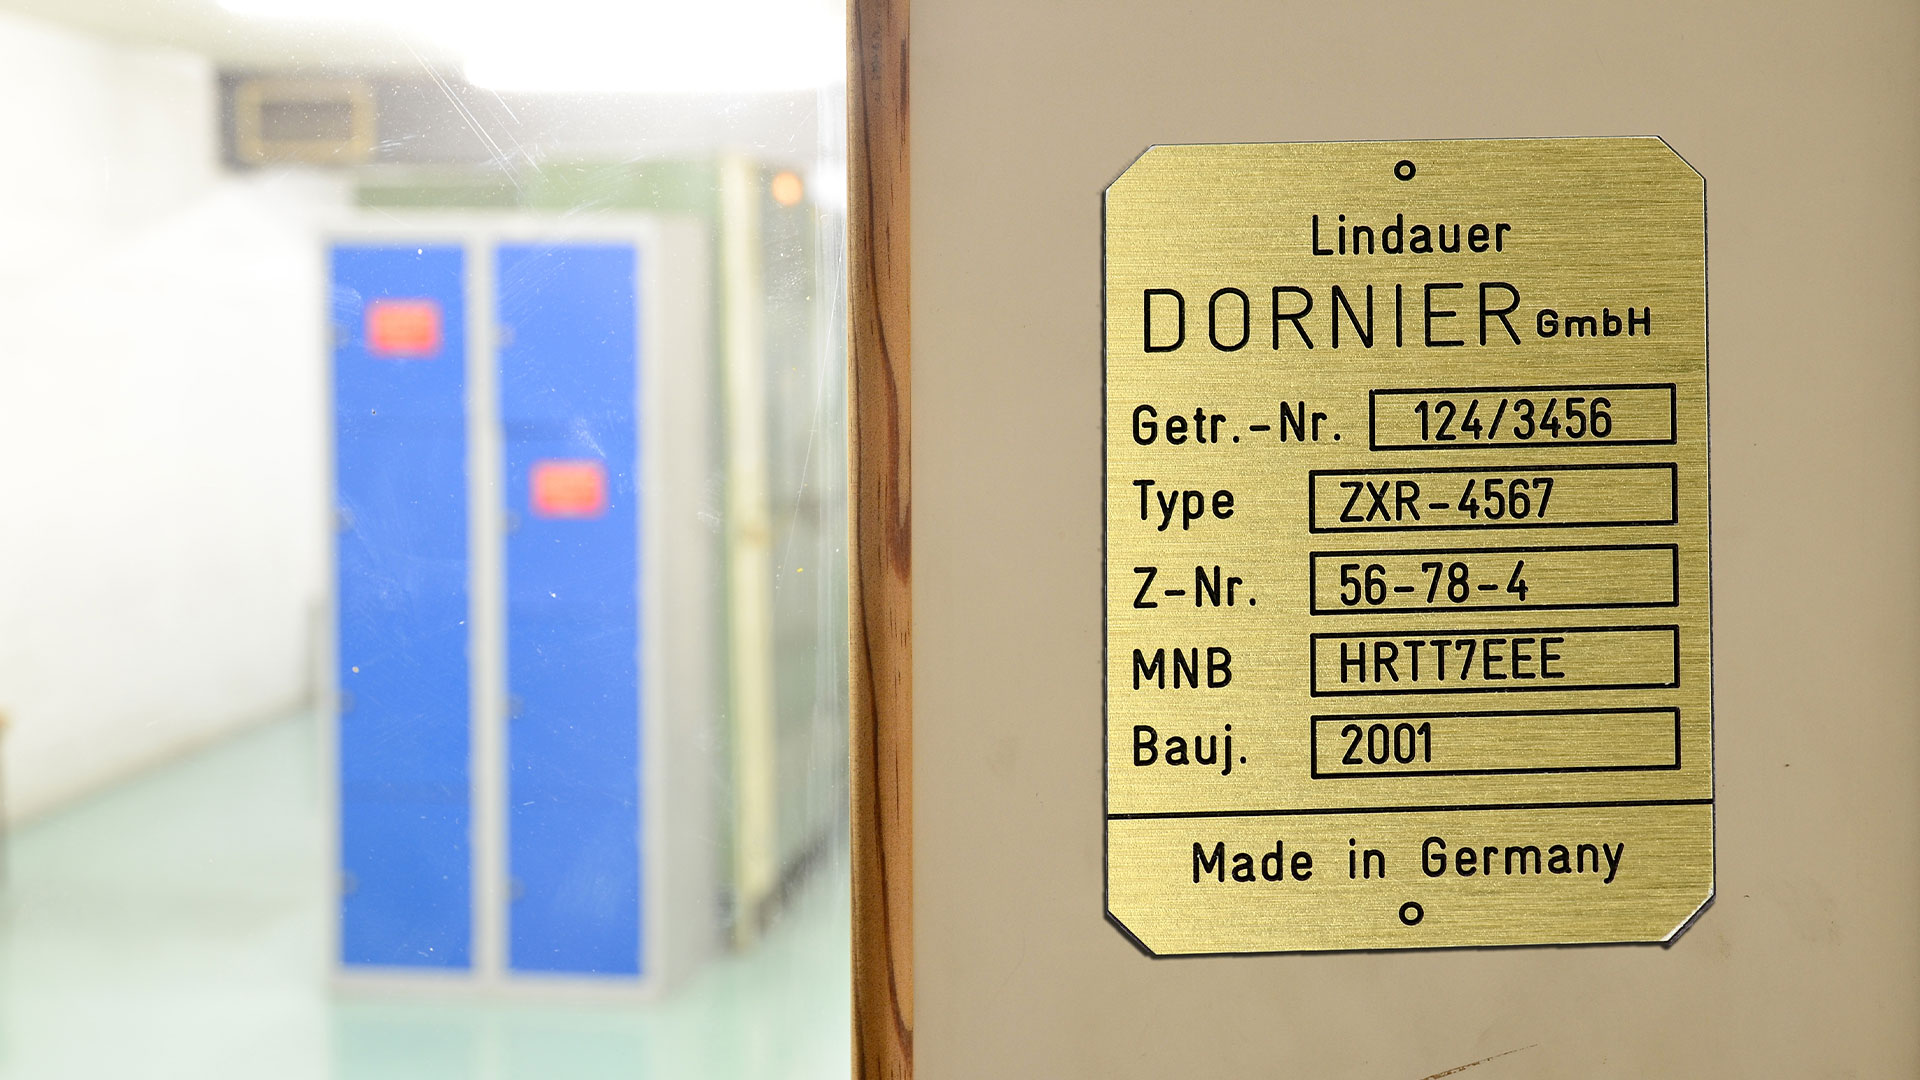 Lindauer
DORNIER GmbH
Getr.-Nr. 124/3456
Type ZXR-4567
Z-Nr. 56-78-4
MNB HRTT7EEE
Bauj. 2001
Made in Germany